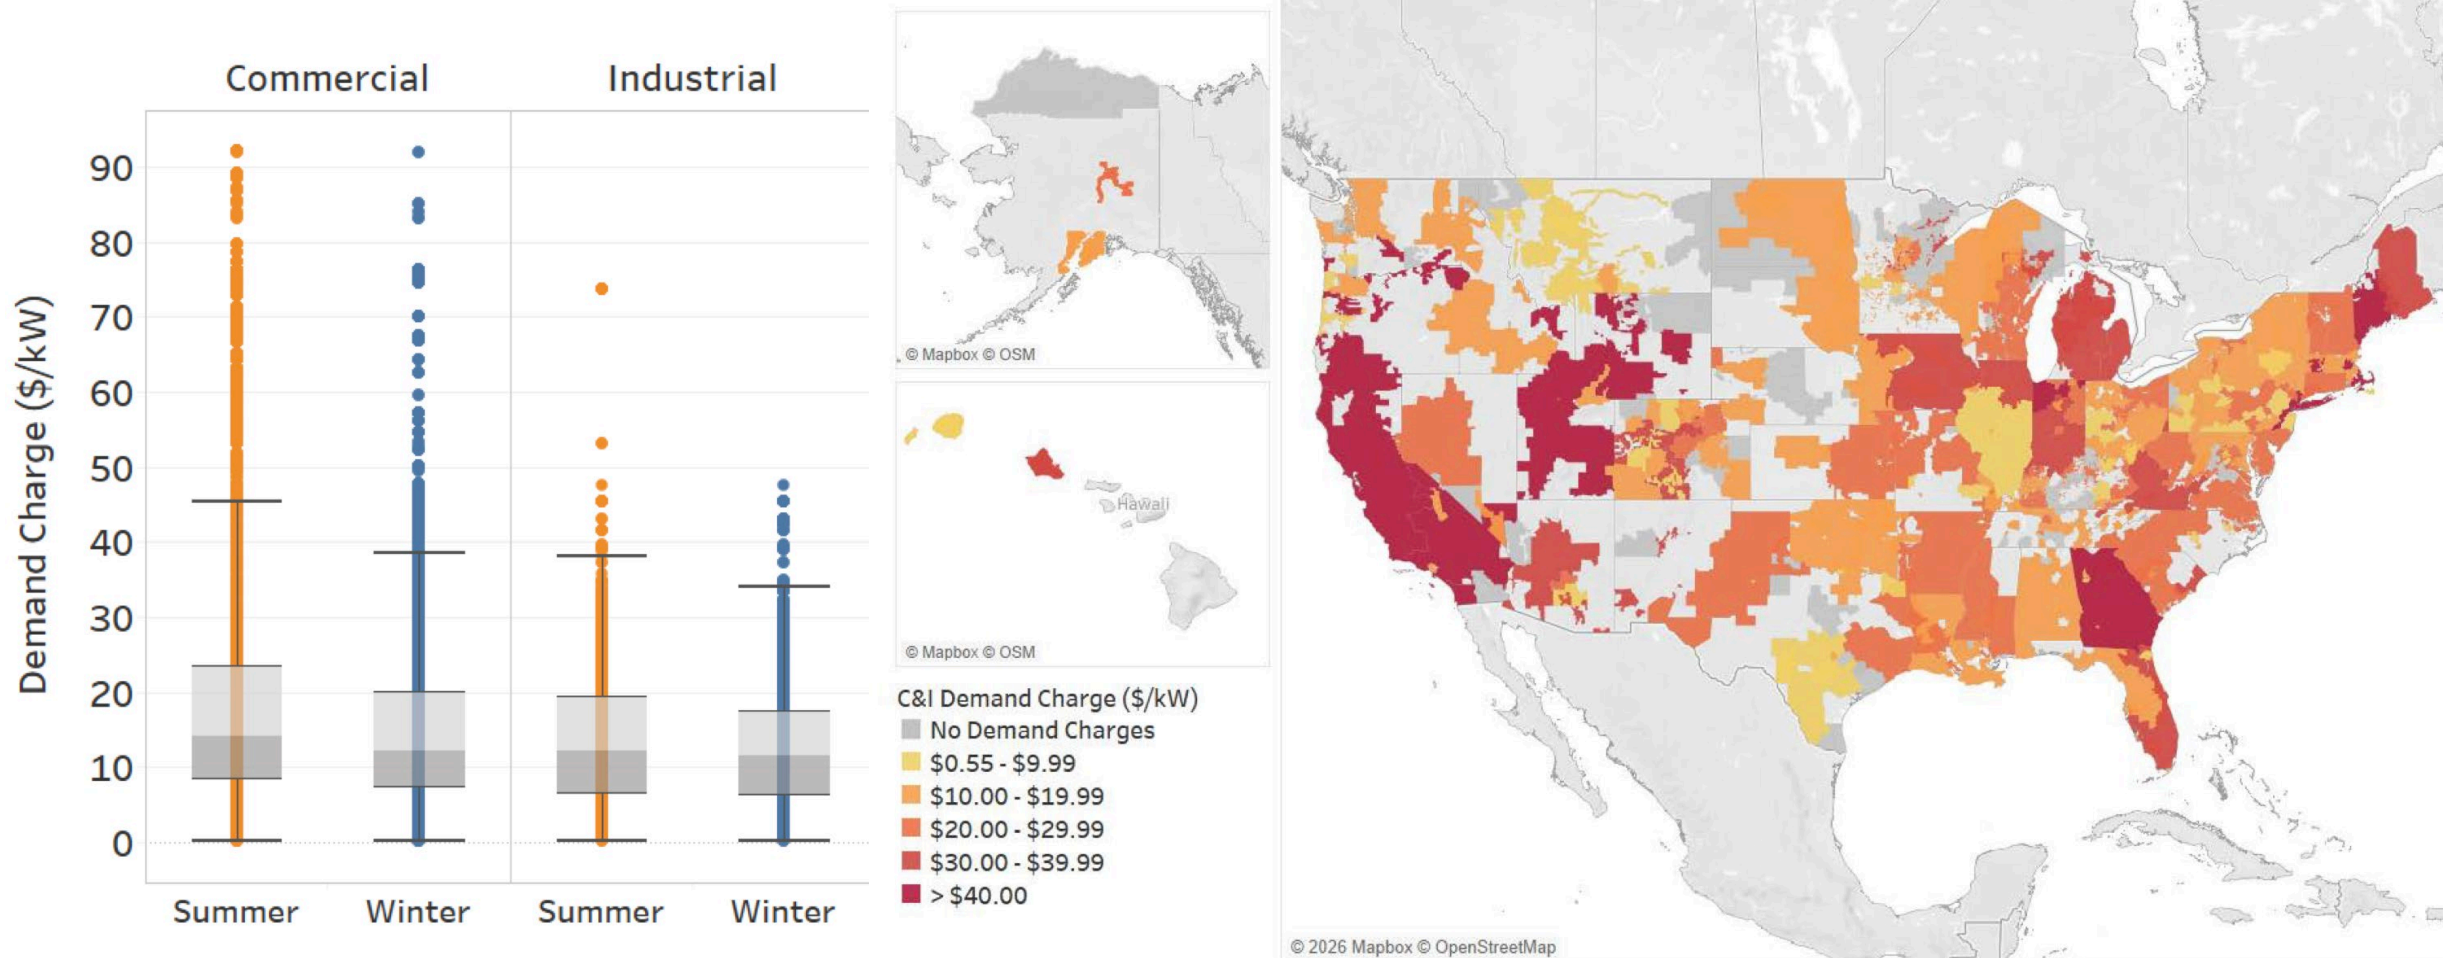 Commercial
Industrial
Demand Charge ($/kW)
90
80
70
60
50
40
30
20
10
0
Summer
Winter
Summer
Winter
© Mapbox © OSM
Hawaii
© Mapbox © OSM
C&I Demand Charge ($/kW)
No Demand Charges
$0.55 - $9.99
$10.00 - $19.99
$20.00 - $29.99
$30.00 - $39.99
> $40.00
© 2026 Mapbox © OpenStreetMap